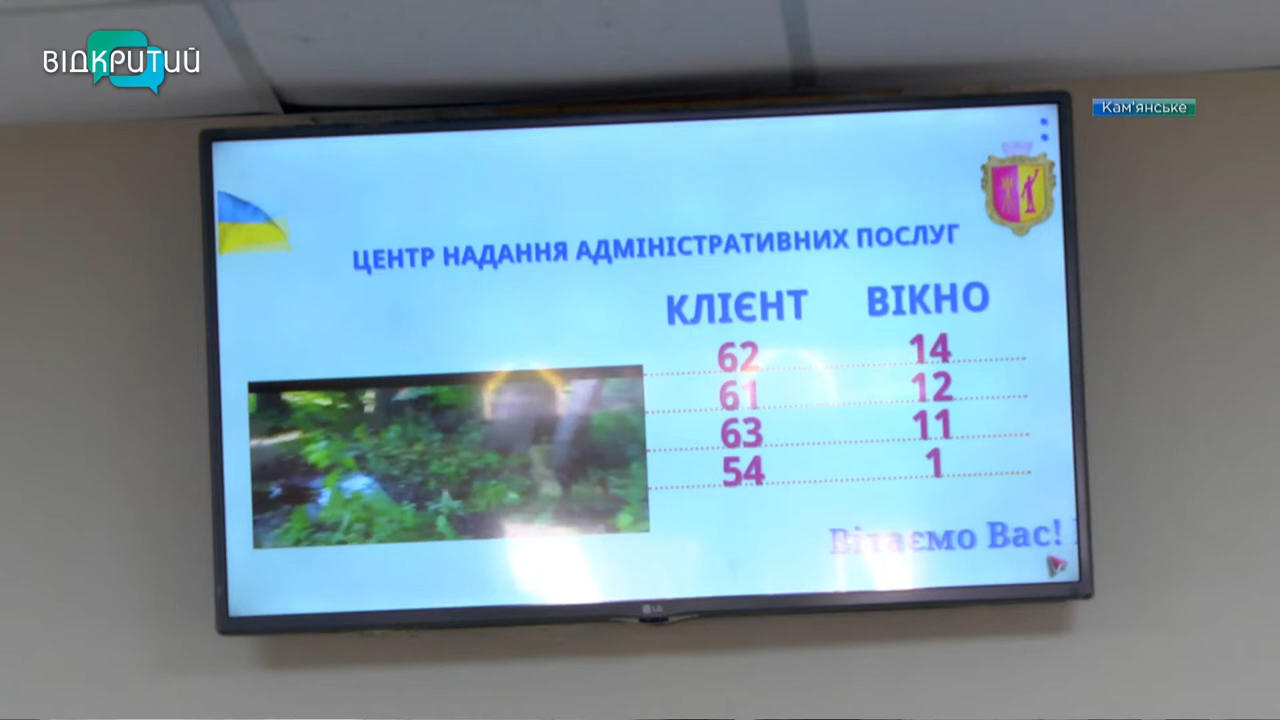 ВІДКРИТИЙ
Кам'янське
ЦЕНТР НАДАННЯ АДМІНІСТРАТИВНИХ ПОСЛУГ
КЛІЄНТ ВІКНО
62 14
61 12
63 11
54 1
Вітаємо Вас!
LG